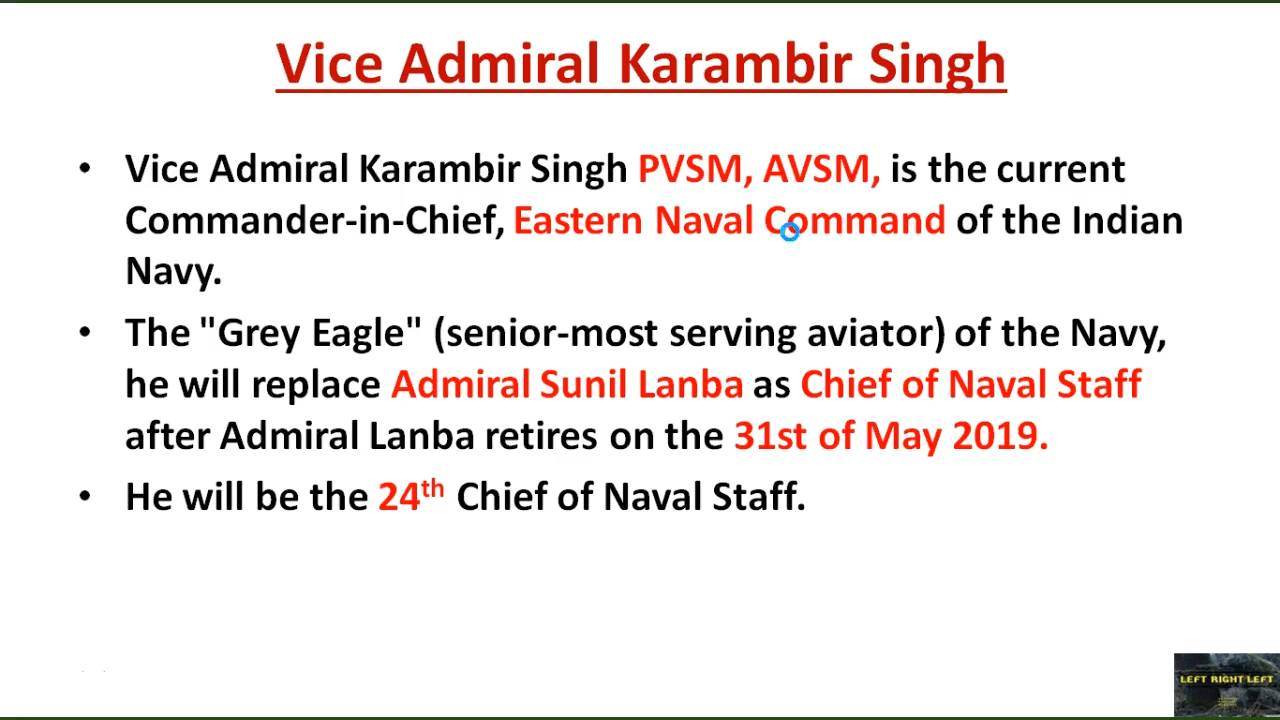 Vice Admiral Karambir Singh
• Vice Admiral Karambir Singh PVSM, AVSM, is the current
Commander-in-Chief, Eastern Naval Command of the Indian
Navy.
• The "Grey Eagle" (senior-most serving aviator) of the Navy,
he will replace Admiral Sunil Lanba as Chief of Naval Staff
after Admiral Lanba retires on the 31st of May 2019.
• He will be the 24th Chief of Naval Staff.
LEFT RIGHT LEFT